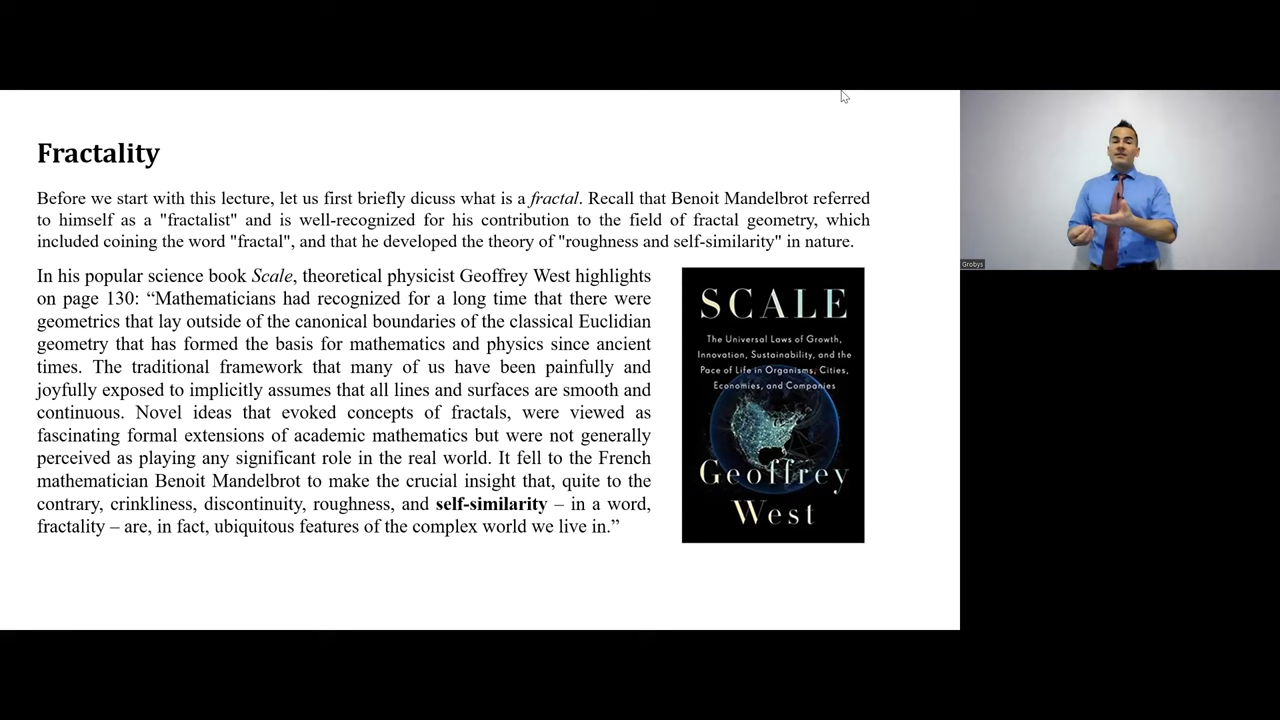 Fractality
Before we start with this lecture, let us first briefly dicuss what is a fractal. Recall that Benoit Mandelbrot referred
to himself as a "fractalist" and is well-recognized for his contribution to the field of fractal geometry, which
included coining the word "fractal", and that he developed the theory of "roughness and self-similarity" in nature.
In his popular science book Scale, theoretical physicist Geoffrey West highlights
on page 130: “Mathematicians had recognized for a long time that there were
geometrics that lay outside of the canonical boundaries of the classical Euclidian
geometry that has formed the basis for mathematics and physics since ancient
times. The traditional framework that many of us have been painfully and
joyfully exposed to implicitly assumes that all lines and surfaces are smooth and
continuous. Novel ideas that evoked concepts of fractals, were viewed as
fascinating formal extensions of academic mathematics but were not generally
perceived as playing any significant role in the real world. It fell to the French
mathematician Benoit Mandelbrot to make the crucial insight that, quite to the
contrary, crinkliness, discontinuity, roughness, and self-similarity – in a word,
fractality – are, in fact, ubiquitous features of the complex world we live in.”
SCALE
The Universal Laws of Growth,
Innovation, Sustainability, and the
Pace of Life in Organisms, Cities,
Economies, and Companies
Geoffrey
West
Grobys